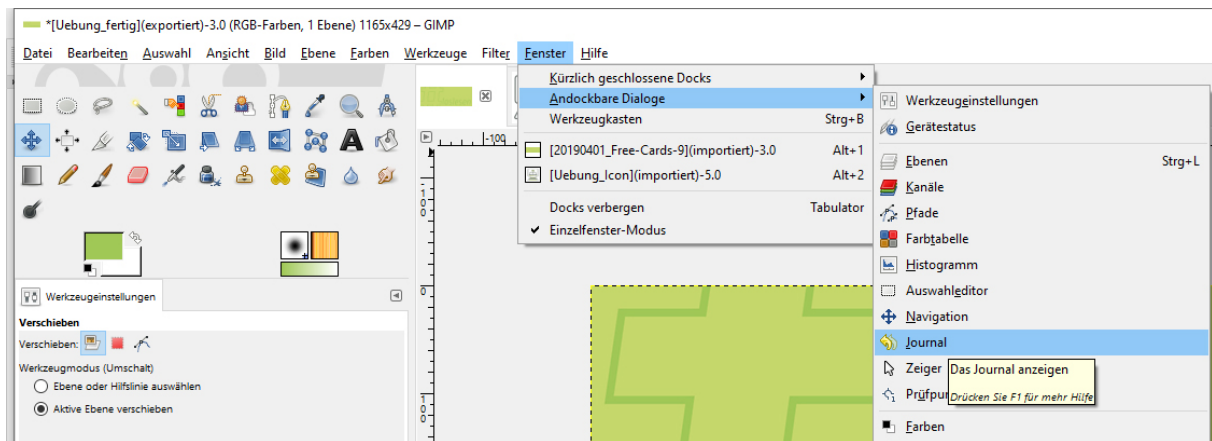 *[Uebung_fertig](exportiert)-3.0 (RGB-Farben, 1 Ebene) 1165x429 – GIMP
Datei Bearbeiten Auswahl Ansicht Bild Ebene Farben Werkzeuge Filter Fenster Hilfe
Kürzlich geschlossene Docks
Andockbare Dialoge
Werkzeugkasten Strg+B
[20190401_Free-Cards-9](importiert)-3.0 Alt+1
[Uebung_Icon](importiert)-5.0 Alt+2
Docks verbergen Tabulator
Einzelfenster-Modus
Werkzeugeinstellungen
Gerätestatus
Ebenen Strg+L
Kanäle
Pfade
Farbtabelle
Histogramm
Auswahleditor
Navigation
Journal
Zeiger
Prüfpu
Farben
Das Journal anzeigen
Drücken Sie F1 für mehr Hilfe
-100
100
0
100
Werkzeugeinstellungen
Verschieben
Verschieben:
Werkzeugmodus (Umschalt)
Ebene oder Hilfslinie auswählen
Aktive Ebene verschieben